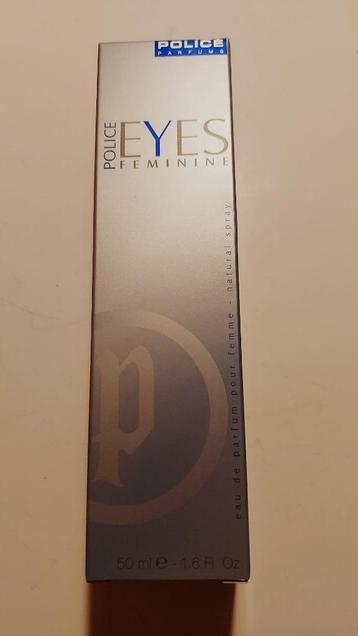 POLICE
PARFUMS
POLICE
EYES
FEMININE
eau de parfum pour femme - natural spray
p
50 ml e - 1.6 Fl. Oz